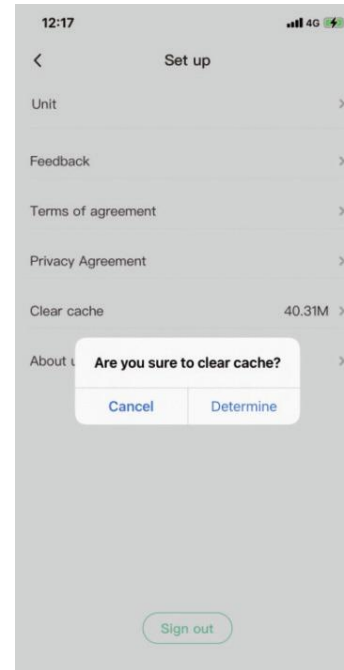 12:17
4G
Set up
Unit
Feedback
Terms of agreement
Privacy Agreement
Clear cache 40.31M
About
Are you sure to clear cache?
Cancel Determine
Sign out